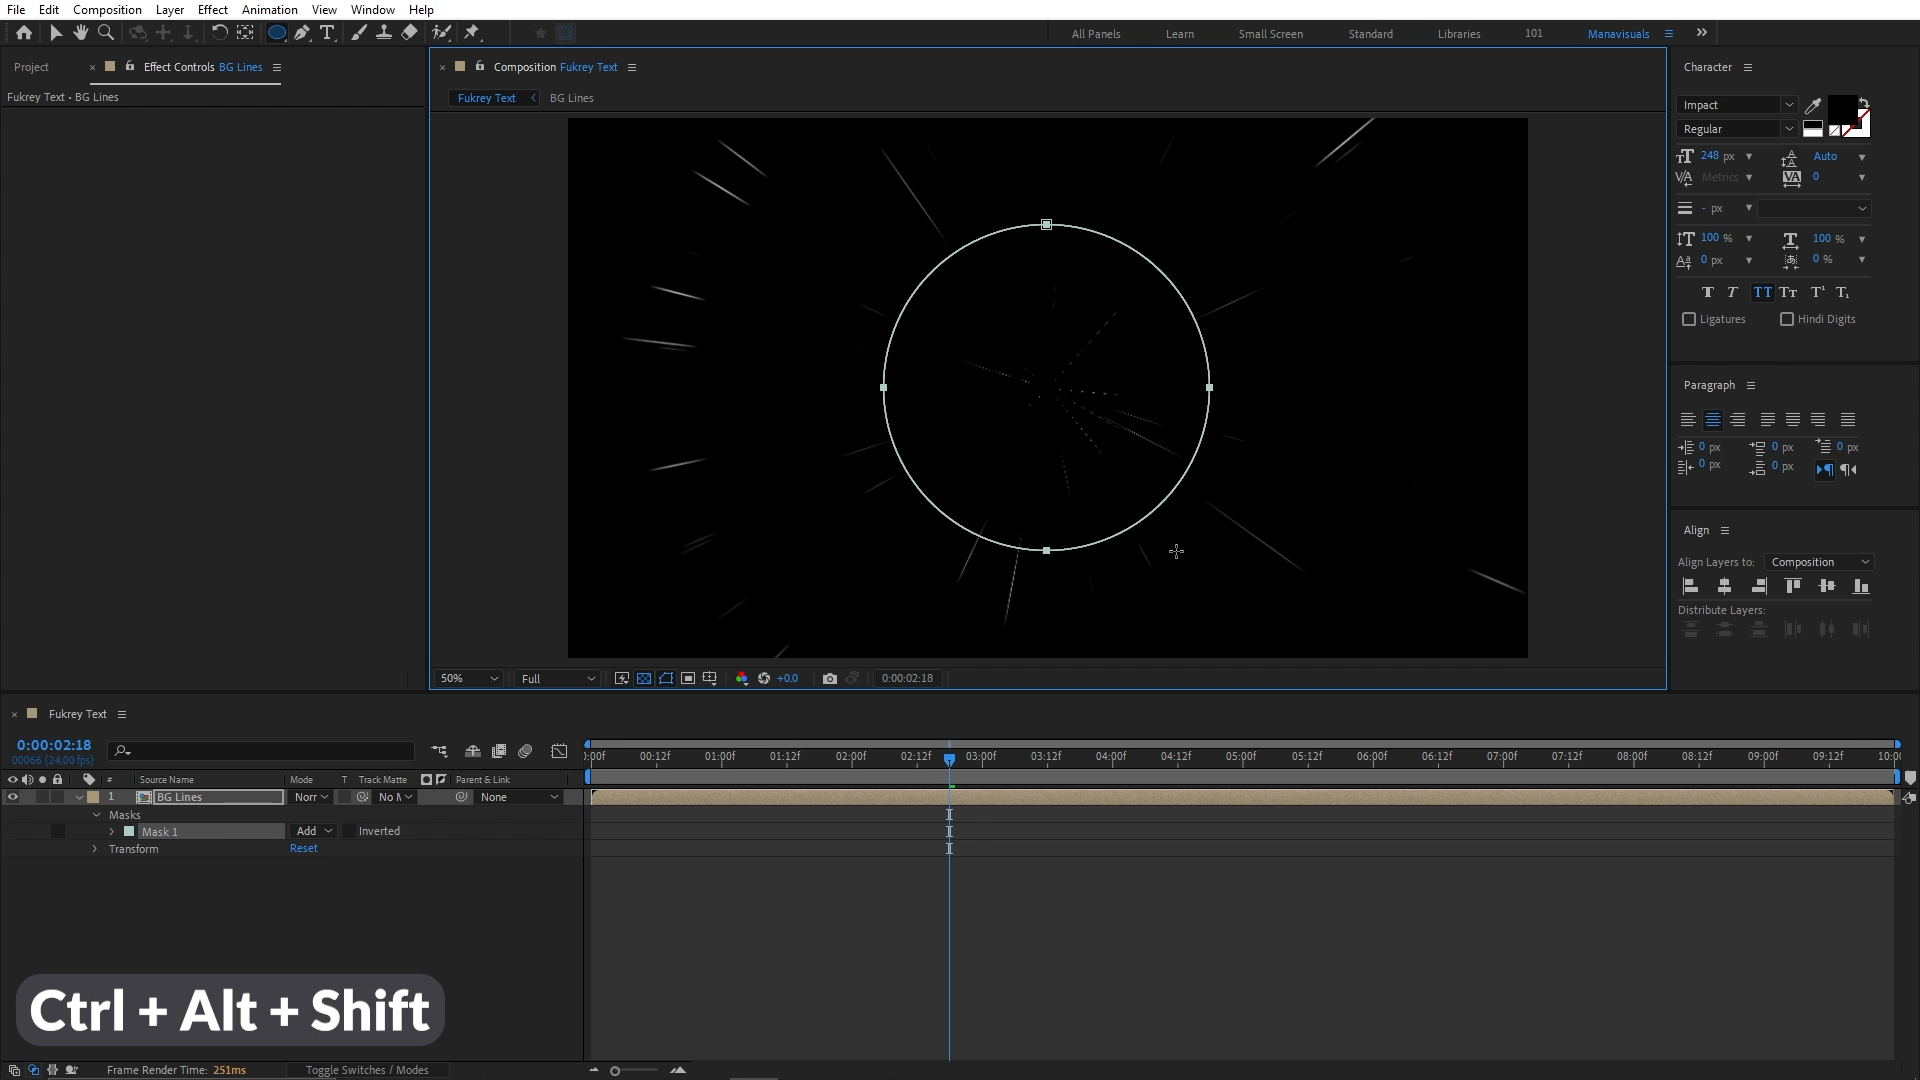 File Edit Composition Layer Effect Animation View Window Help
All Panels Learn Small Screen Standard Libraries 101 Manavisuals
Project × Effect Controls BG Lines
Fukrey Text • BG Lines
× Composition Fukrey Text
Fukrey Text BG Lines
50% Full +0.0 0:00:02:18
Character
Impact
Regular
248 px Auto
Metrics 0
- px
100 % 100 %
0 px 0 %
Ligatures Hindi Digits
Paragraph
0 px 0 px 0 px
0 px 0 px
Align
Align Layers to: Composition
Distribute Layers:
× Fukrey Text
0:00:02:18
00066 (24.00 fps)
:00f 00:12f 01:00f 01:12f 02:00f 02:12f 03:00f 03:12f 04:00f 04:12f 05:00f 05:12f 06:00f 06:12f 07:00f 07:12f 08:00f 08:12f 09:00f 09:12f 10:00
# Source Name Mode T Track Matte Parent & Link
1 BG Lines Norr No M None
Masks
Mask 1 Add Inverted
Transform Reset
Ctrl + Alt + Shift
Frame Render Time: 251ms Toggle Switches / Modes